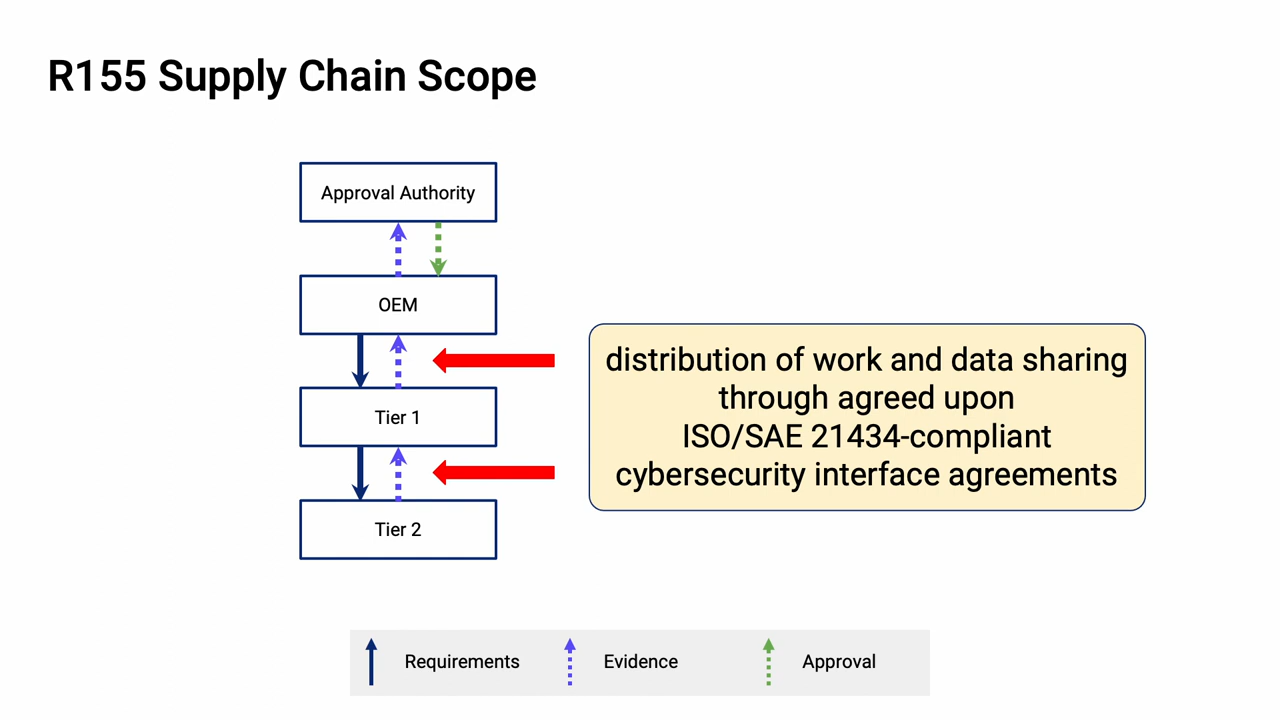 R155 Supply Chain Scope
Approval Authority
OEM
Tier 1
Tier 2
distribution of work and data sharing
through agreed upon
ISO/SAE 21434-compliant
cybersecurity interface agreements
Requirements
Evidence
Approval